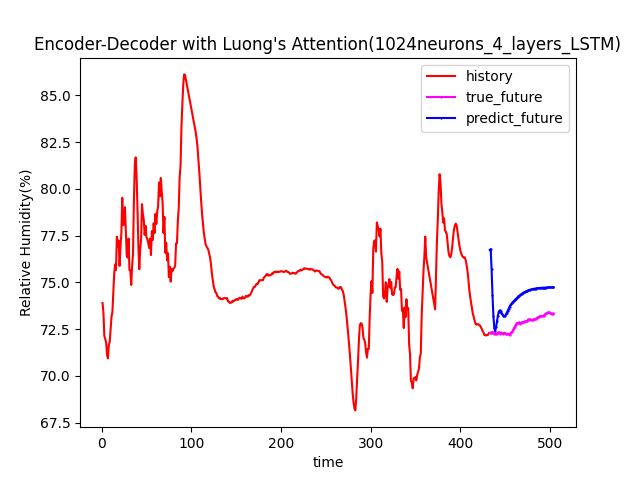 Encoder-Decoder with Luong's Attention(1024neurons_4_layers_LSTM)
history
true_future
predict_future
Relative Humidity(%)
85.0
82.5
80.0
77.5
75.0
72.5
70.0
67.5
0 100 200 300 400 500
time